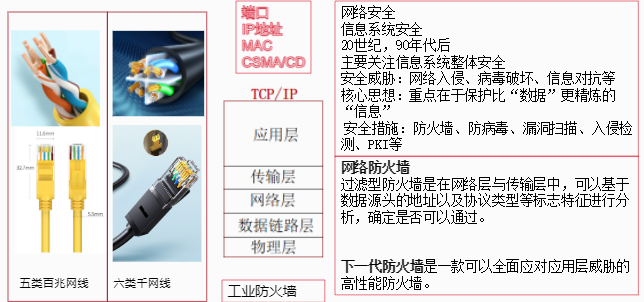 11.6mm
32.7mm
5.5mm
五类百兆网线
六类千网线
端口
IP地址
MAC
CSMA/CD
TCP/IP
应用层
传输层
网络层
数据链路层
物理层
工业防火墙
网络安全
信息系统安全
20世纪，90年代后
主要关注信息系统整体安全
安全威胁：网络入侵、病毒破坏、信息对抗等
核心思想：重点在于保护比“数据”更精炼的
“信息”
安全措施：防火墙、防病毒、漏洞扫描、入侵检
测、PKI等
网络防火墙
过滤型防火墙是在网络层与传输层中，可以基于
数据源头的地址以及协议类型等标志特征进行分
析，确定是否可以通过。
下一代防火墙是一款可以全面应对应用层威胁的
高性能防火墙。